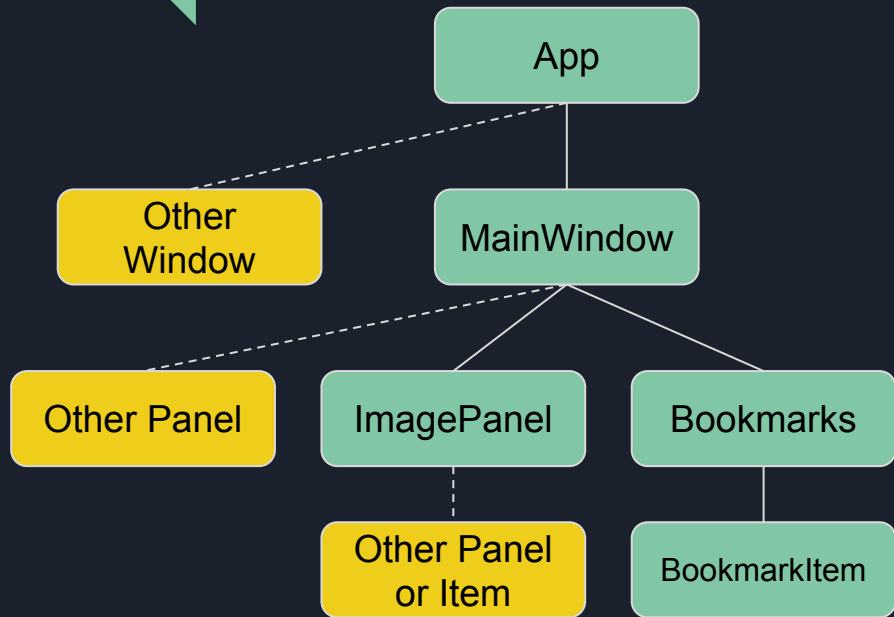 App
Other
Window
MainWindow
Other Panel
ImagePanel
Bookmarks
Other Panel
or Item
BookmarkItem